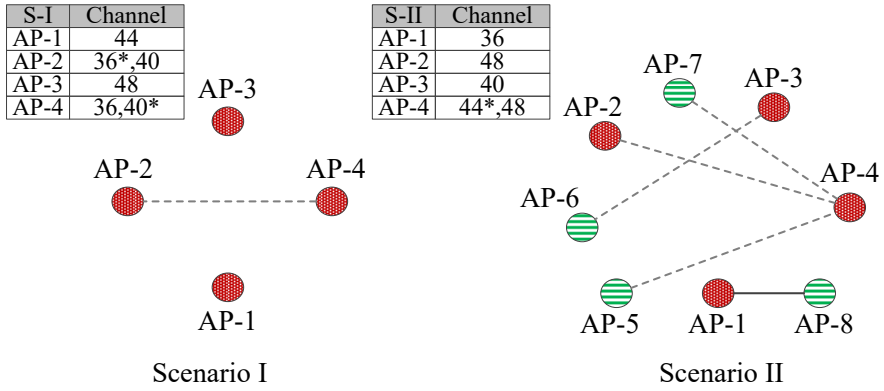 S-I Channel
AP-1 44
AP-2 36*,40
AP-3 48
AP-4 36,40*
AP-3
AP-2 AP-4
AP-1
Scenario I
S-II Channel
AP-1 36
AP-2 48
AP-3 40
AP-4 44*,48
AP-7
AP-3
AP-2
AP-4
AP-6
AP-5 AP-1 AP-8
Scenario II